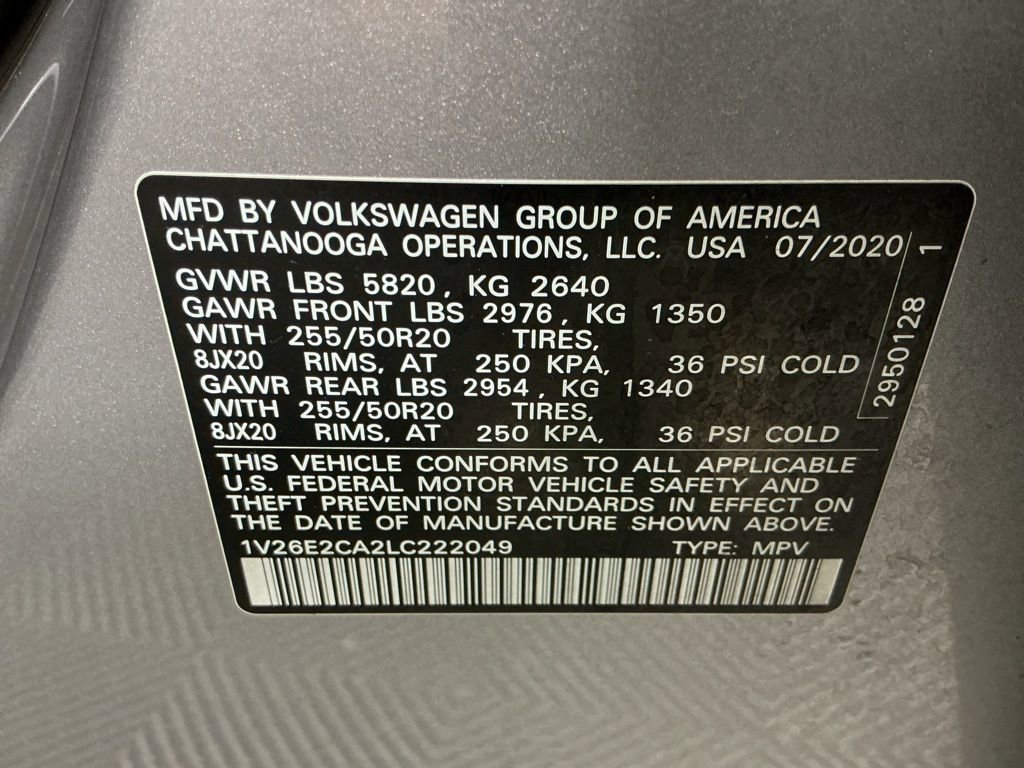 MFD BY VOLKSWAGEN GROUP OF AMERICA
CHATTANOOGA OPERATIONS, LLC. USA 07/2020
GVWR LBS 5820, KG 2640
GAWR FRONT LBS 2976, KG 1350
WITH 255/50R20 TIRES,
8JX20 RIMS, AT 250 KPA, 36 PSI COLD
GAWR REAR LBS 2954, KG 1340
WITH 255/50R20 TIRES,
8JX20 RIMS, AT 250 KPA, 36 PSI COLD
2950128 1
THIS VEHICLE CONFORMS TO ALL APPLICABLE
U.S. FEDERAL MOTOR VEHICLE SAFETY AND
THEFT PREVENTION STANDARDS IN EFFECT ON
THE DATE OF MANUFACTURE SHOWN ABOVE.
1V26E2CA2LC222049 TYPE: MPV